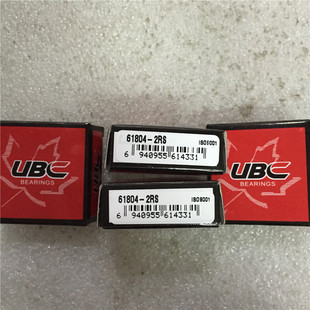 UBC
BEARINGS
61804-2RS
ISO9001
6 940955 614331
61804-2RS
ISO9001
6 940955 614331
UBC
BEARINGS